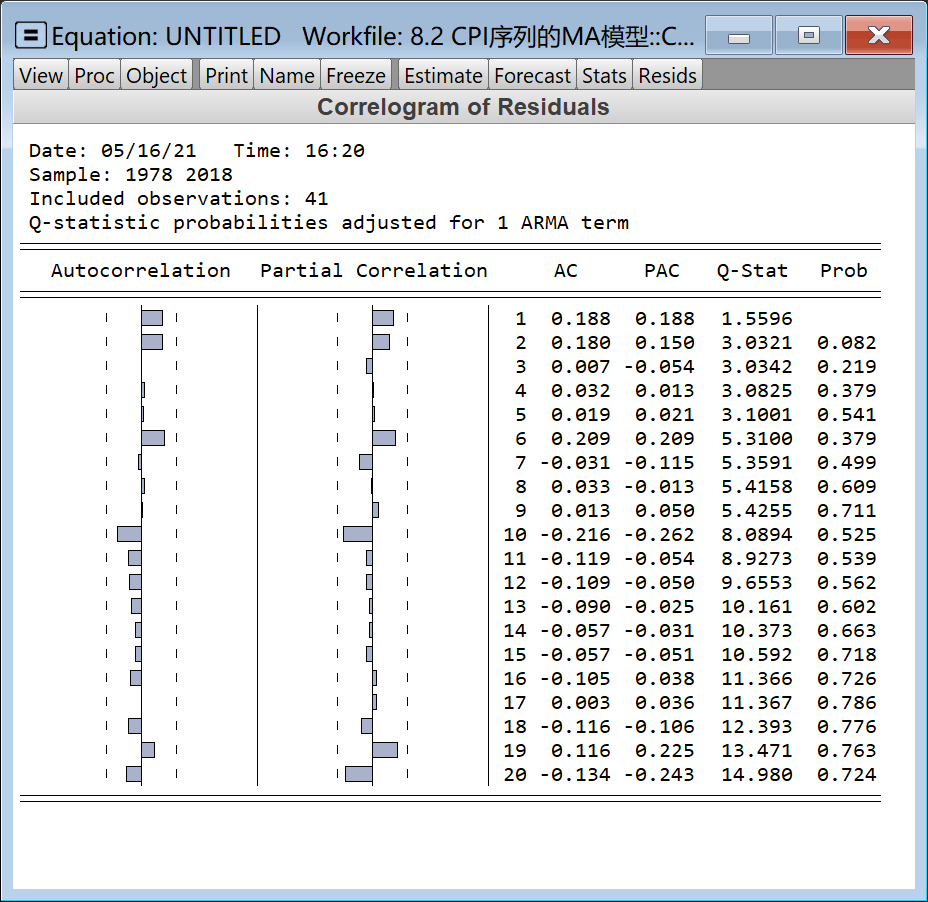 Equation: UNTITLED Workfile: 8.2 CPI序列的MA模型::C...
View Proc Object Print Name Freeze Estimate Forecast Stats Resids
Correlogram of Residuals
Date: 05/16/21 Time: 16:20
Sample: 1978 2018
Included observations: 41
Q-statistic probabilities adjusted for 1 ARMA term
Autocorrelation Partial Correlation AC PAC Q-Stat Prob
1 0.188 0.188 1.5596
2 0.180 0.150 3.0321 0.082
3 0.007 -0.054 3.0342 0.219
4 0.032 0.013 3.0825 0.379
5 0.019 0.021 3.1001 0.541
6 0.209 0.209 5.3100 0.379
7 -0.031 -0.115 5.3591 0.499
8 0.033 -0.013 5.4158 0.609
9 0.013 0.050 5.4255 0.711
10 -0.216 -0.262 8.0894 0.525
11 -0.119 -0.054 8.9273 0.539
12 -0.109 -0.050 9.6553 0.562
13 -0.090 -0.025 10.161 0.602
14 -0.057 -0.031 10.373 0.663
15 -0.057 -0.051 10.592 0.718
16 -0.105 0.038 11.366 0.726
17 0.003 0.036 11.367 0.786
18 -0.116 -0.106 12.393 0.776
19 0.116 0.225 13.471 0.763
20 -0.134 -0.243 14.980 0.724